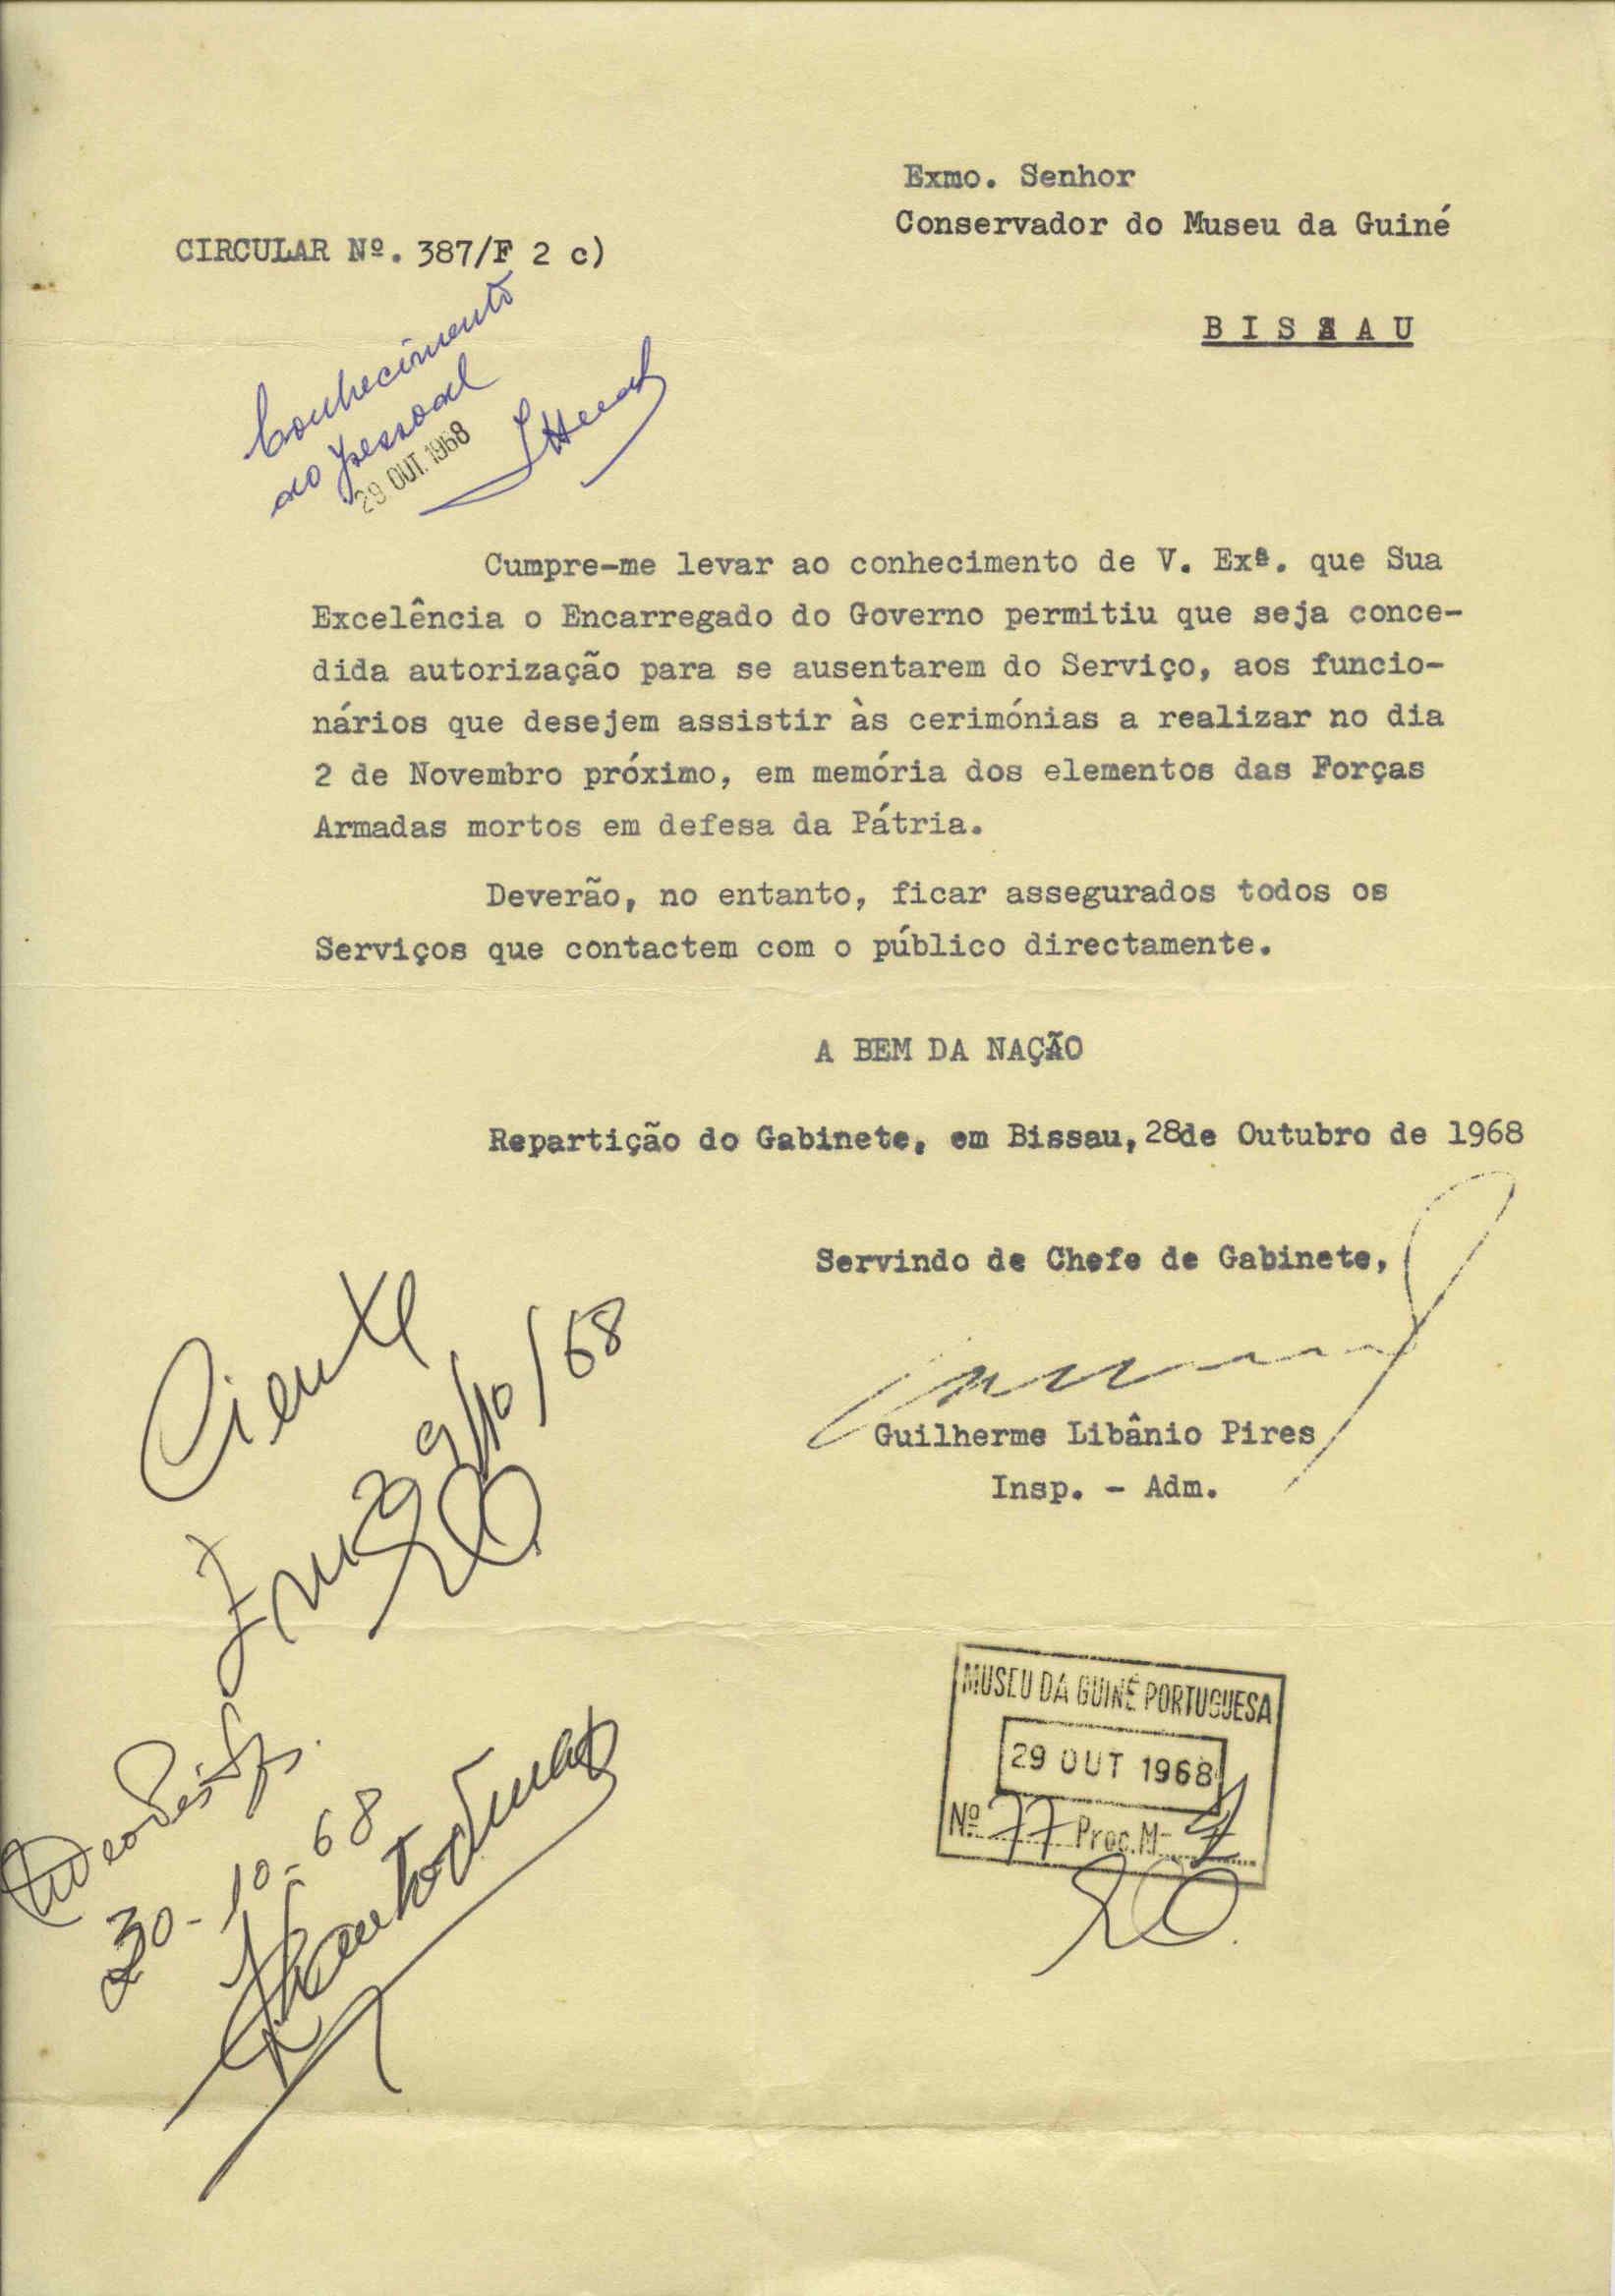 Exmo. Senhor
Conservador do Museu da Guiné
CIRCULAR Nº. 387/F 2 c)
BISSAU
Conhecimento
ao pessoal
29 OUT. 1968
Cumpre-me levar ao conhecimento de V. Exª. que Sua
Excelência o Encarregado do Governo permitiu que seja conce-
dida autorização para se ausentarem do Serviço, aos funcio-
nários que desejem assistir às cerimónias a realizar no dia
2 de Novembro próximo, em memória dos elementos das Forças
Armadas mortos em defesa da Pátria.
Deverão, no entanto, ficar assegurados todos os
Serviços que contactem com o público directamente.
A BEM DA NAÇÃO
Repartição do Gabinete, em Bissau, 28de Outubro de 1968
Servindo de Chefe de Gabinete,
Guilherme Libânio Pires
Insp. - Adm.
Ciente
29/10/68
30-10-68
MUSEU DA GUINÉ PORTUGUESA
29 OUT 1968
Nº 77 Proc. M-